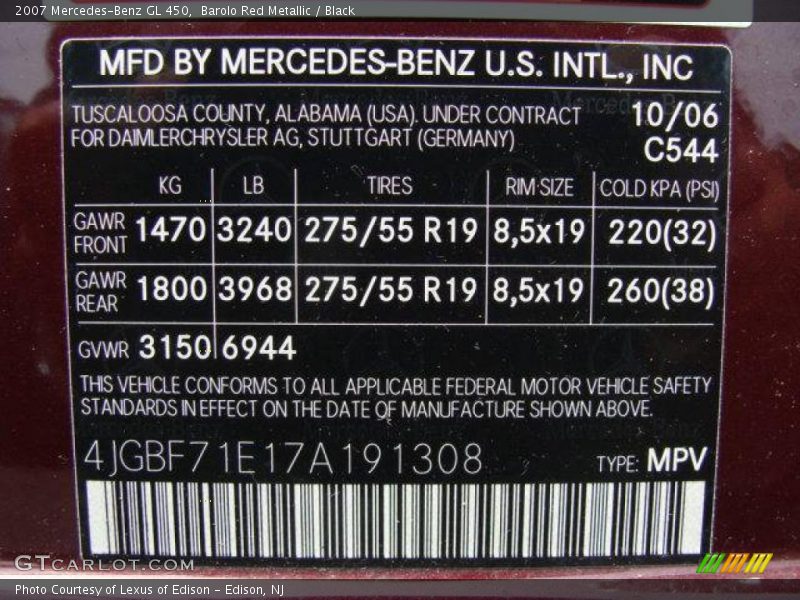 2007 Mercedes-Benz GL 450, Barolo Red Metallic / Black
MFD BY MERCEDES-BENZ U.S. INTL., INC
TUSCALOOSA COUNTY, ALABAMA (USA). UNDER CONTRACT 10/06
FOR DAIMLERCHRYSLER AG, STUTTGART (GERMANY) C544
KG LB TIRES RIM SIZE COLD KPA (PSI)
GAWR FRONT 1470 3240 275/55 R19 8,5x19 220(32)
GAWR REAR 1800 3968 275/55 R19 8,5x19 260(38)
GVWR 3150 6944
THIS VEHICLE CONFORMS TO ALL APPLICABLE FEDERAL MOTOR VEHICLE SAFETY
STANDARDS IN EFFECT ON THE DATE OF MANUFACTURE SHOWN ABOVE.
4JGBF71E17A191308 TYPE: MPV
GTCARLOT.COM
Photo Courtesy of Lexus of Edison - Edison, NJ